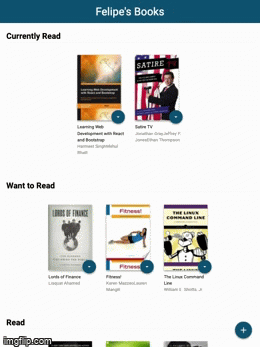 Felipe's Books
Currently Read
Learning Web
Development with React
and Bootstrap
SATIRE
TV
Learning Web
Development with React
and Bootstrap
Harmeet SinghMehul
Bhatt
Satire TV
Jonathan GrayJeffrey P.
JonesEthan Thompson
Want to Read
LORDS OF
FINANCE
Fitness!
Fitness!
THE LINUX
COMMAND LINE
Lords of Finance
Liaquat Ahamed
Fitness!
Karen MazzeoLauren
Mangili
The Linux Command
Line
William E. Shotts, Jr.
Read
+
imgflip.com